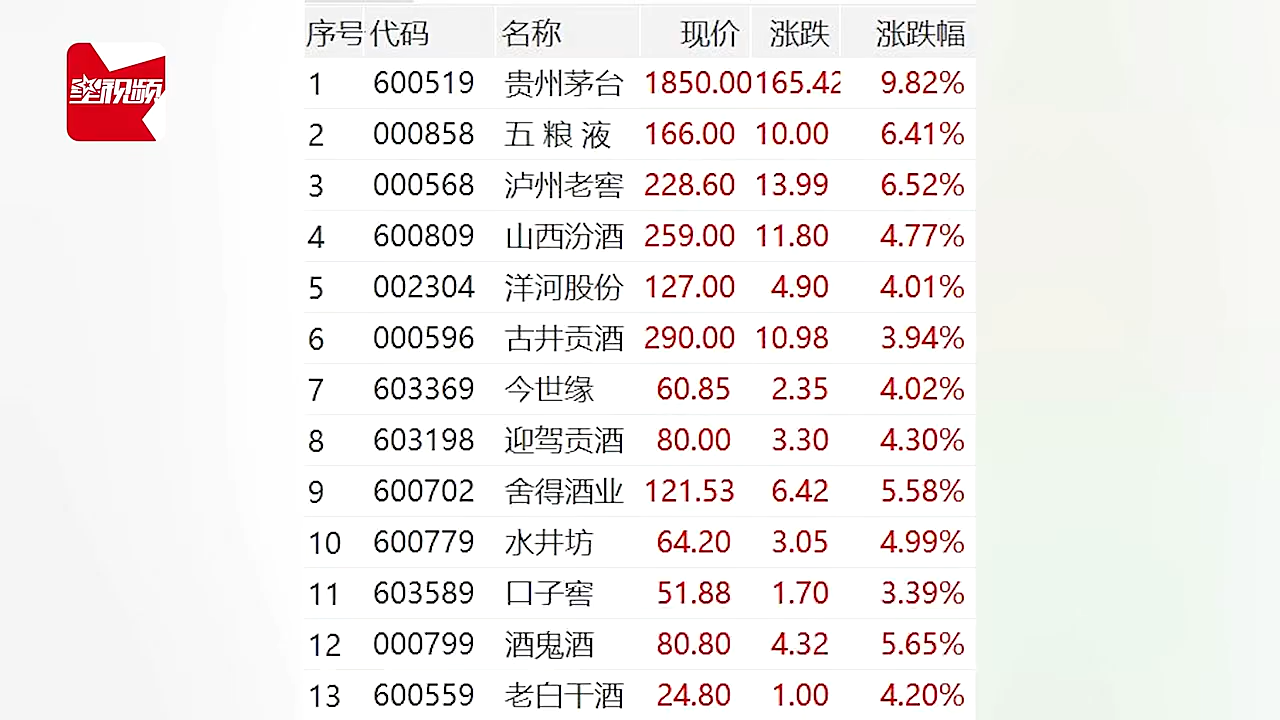 序号 代码 名称 现价 涨跌 涨跌幅
星视频
1 600519 贵州茅台 1850.00 165.42 9.82%
2 000858 五 粮 液 166.00 10.00 6.41%
3 000568 泸州老窖 228.60 13.99 6.52%
4 600809 山西汾酒 259.00 11.80 4.77%
5 002304 洋河股份 127.00 4.90 4.01%
6 000596 古井贡酒 290.00 10.98 3.94%
7 603369 今世缘 60.85 2.35 4.02%
8 603198 迎驾贡酒 80.00 3.30 4.30%
9 600702 舍得酒业 121.53 6.42 5.58%
10 600779 水井坊 64.20 3.05 4.99%
11 603589 口子窖 51.88 1.70 3.39%
12 000799 酒鬼酒 80.80 4.32 5.65%
13 600559 老白干酒 24.80 1.00 4.20%